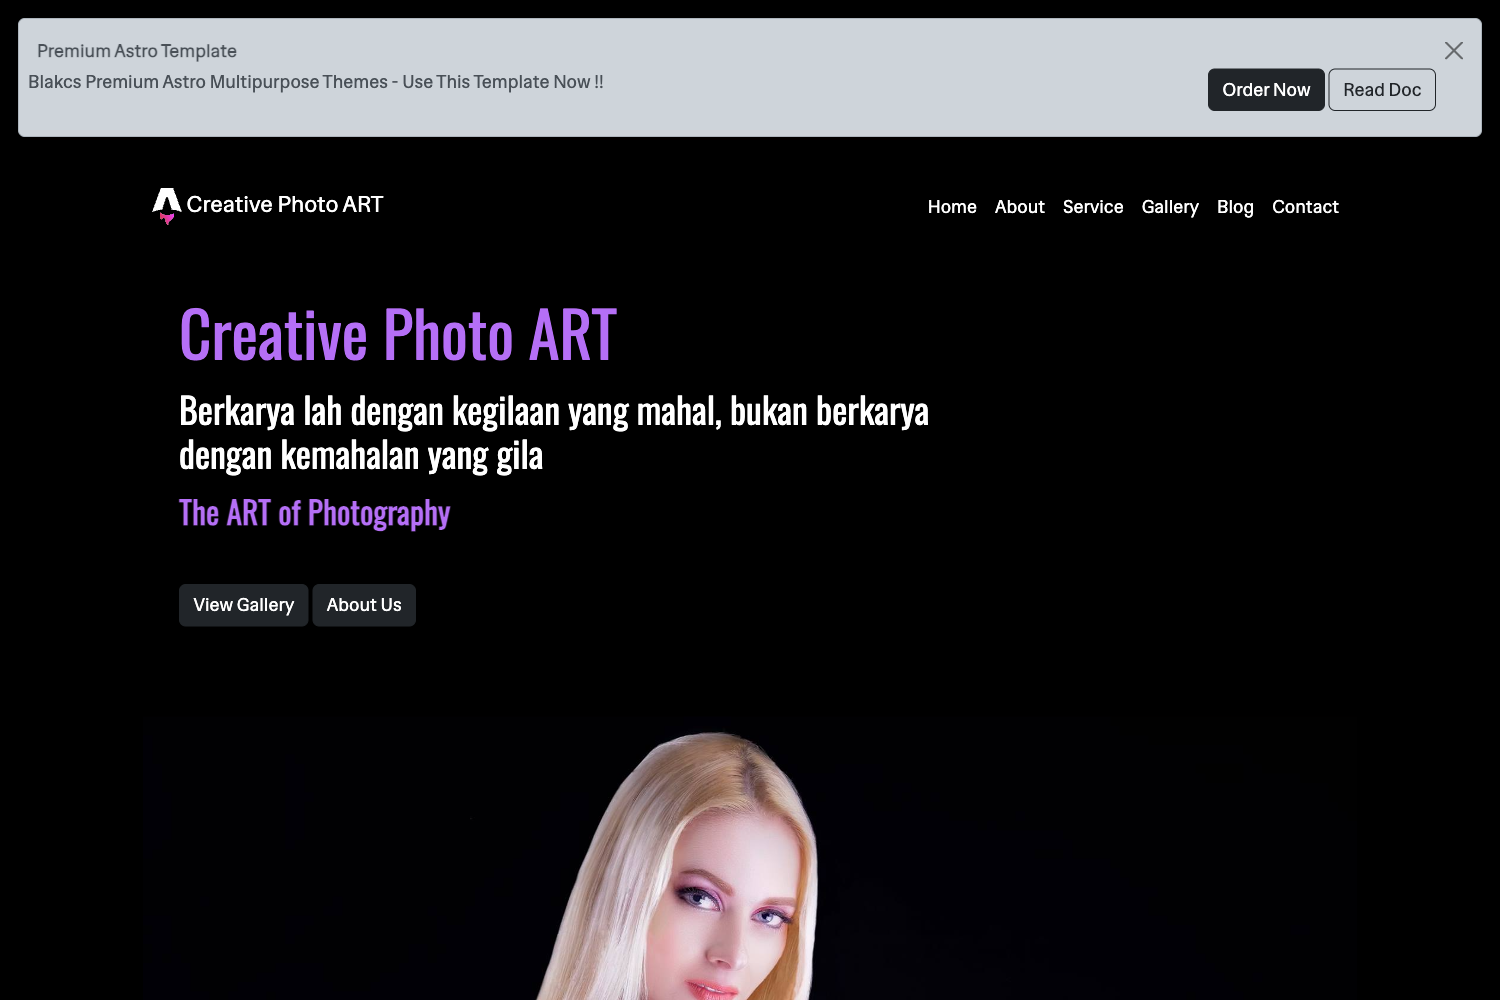 Premium Astro Template
Blakcs Premium Astro Multipurpose Themes - Use This Template Now !!
Order Now
Read Doc
Creative Photo ART
Home
About
Service
Gallery
Blog
Contact
Creative Photo ART
Berkarya lah dengan kegilaan yang mahal, bukan berkarya
dengan kemahalan yang gila
The ART of Photography
View Gallery
About Us